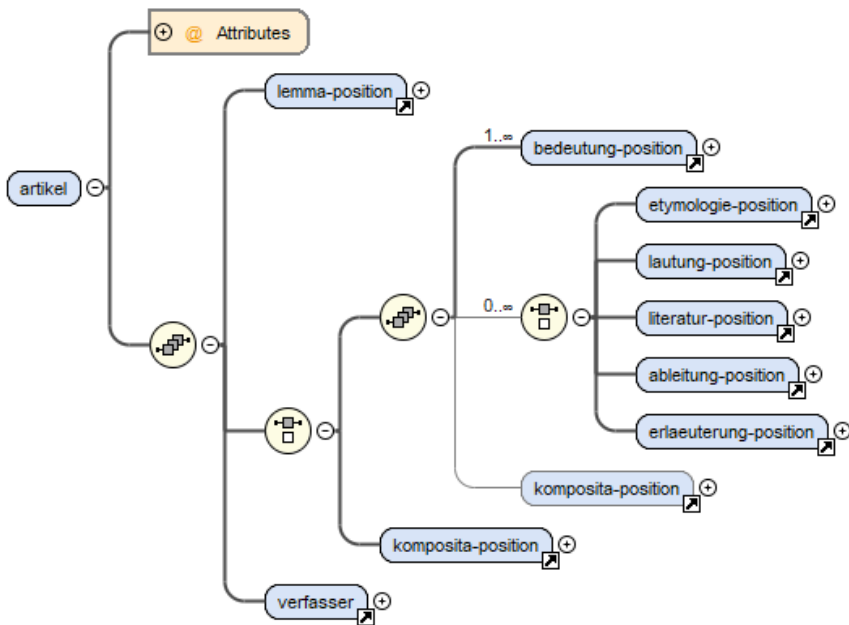 @ Attributes
lemma-position
1..∞
bedeutung-position
artikel
etymologie-position
lautung-position
0..∞
literatur-position
ableitung-position
erlaeuterung-position
komposita-position
komposita-position
verfasser